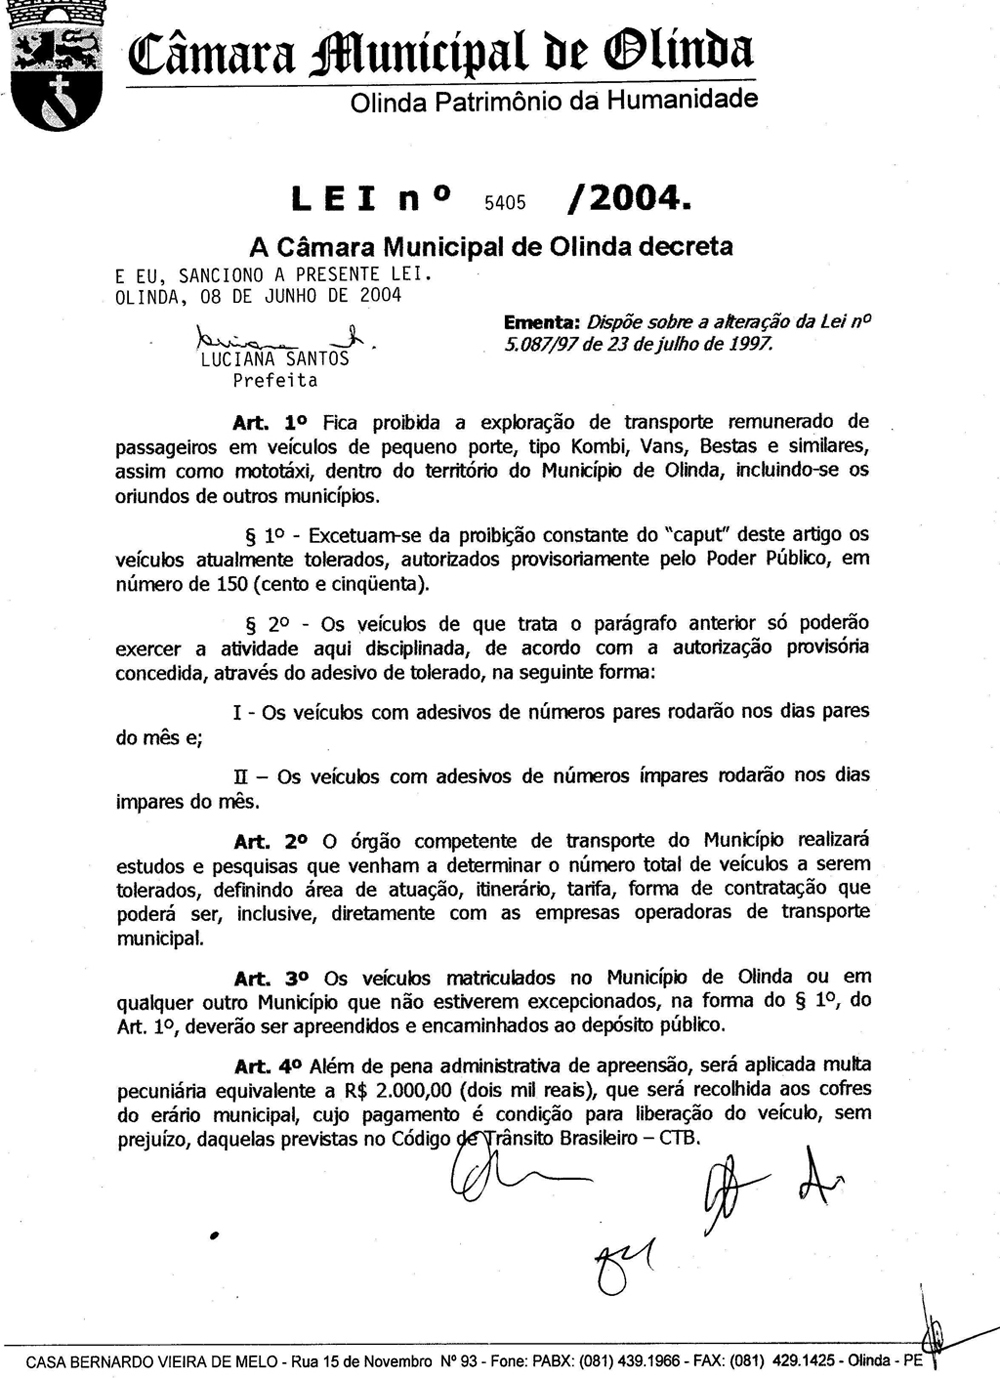 Câmara Municipal de Olinda
Olinda Patrimônio da Humanidade
LEI nº 5405 /2004.
A Câmara Municipal de Olinda decreta
E EU, SANCIONO A PRESENTE LEI.
OLINDA, 08 DE JUNHO DE 2004
Ementa: Dispõe sobre a alteração da Lei nº
5.087/97 de 23 de julho de 1997.
LUCIANA SANTOS
Prefeita
Art. 1º Fica proibida a exploração de transporte remunerado de
passageiros em veículos de pequeno porte, tipo Kombi, Vans, Bestas e similares,
assim como mototáxi, dentro do território do Município de Olinda, incluindo-se os
oriundos de outros municípios.
§ 1º - Excetuam-se da proibição constante do "caput" deste artigo os
veículos atualmente tolerados, autorizados provisoriamente pelo Poder Público, em
número de 150 (cento e cinqüenta).
§ 2º - Os veículos de que trata o parágrafo anterior só poderão
exercer a atividade aqui disciplinada, de acordo com a autorização provisória
concedida, através do adesivo de tolerado, na seguinte forma:
I - Os veículos com adesivos de números pares rodarão nos dias pares
do mês e;
II – Os veículos com adesivos de números ímpares rodarão nos dias
impares do mês.
Art. 2º O órgão competente de transporte do Município realizará
estudos e pesquisas que venham a determinar o número total de veículos a serem
tolerados, definindo área de atuação, itinerário, tarifa, forma de contratação que
poderá ser, inclusive, diretamente com as empresas operadoras de transporte
municipal.
Art. 3º Os veículos matriculados no Município de Olinda ou em
qualquer outro Município que não estiverem excepcionados, na forma do § 1º, do
Art. 1º, deverão ser apreendidos e encaminhados ao depósito público.
Art. 4º Além de pena administrativa de apreensão, será aplicada multa
pecuniária equivalente a R$ 2.000,00 (dois mil reais), que será recolhida aos cofres
do erário municipal, cujo pagamento é condição para liberação do veículo, sem
prejuízo, daquelas previstas no Código de Trânsito Brasileiro – CTB.
CASA BERNARDO VIEIRA DE MELO - Rua 15 de Novembro Nº 93 - Fone: PABX: (081) 439.1966 - FAX: (081) 429.1425 - Olinda - PE